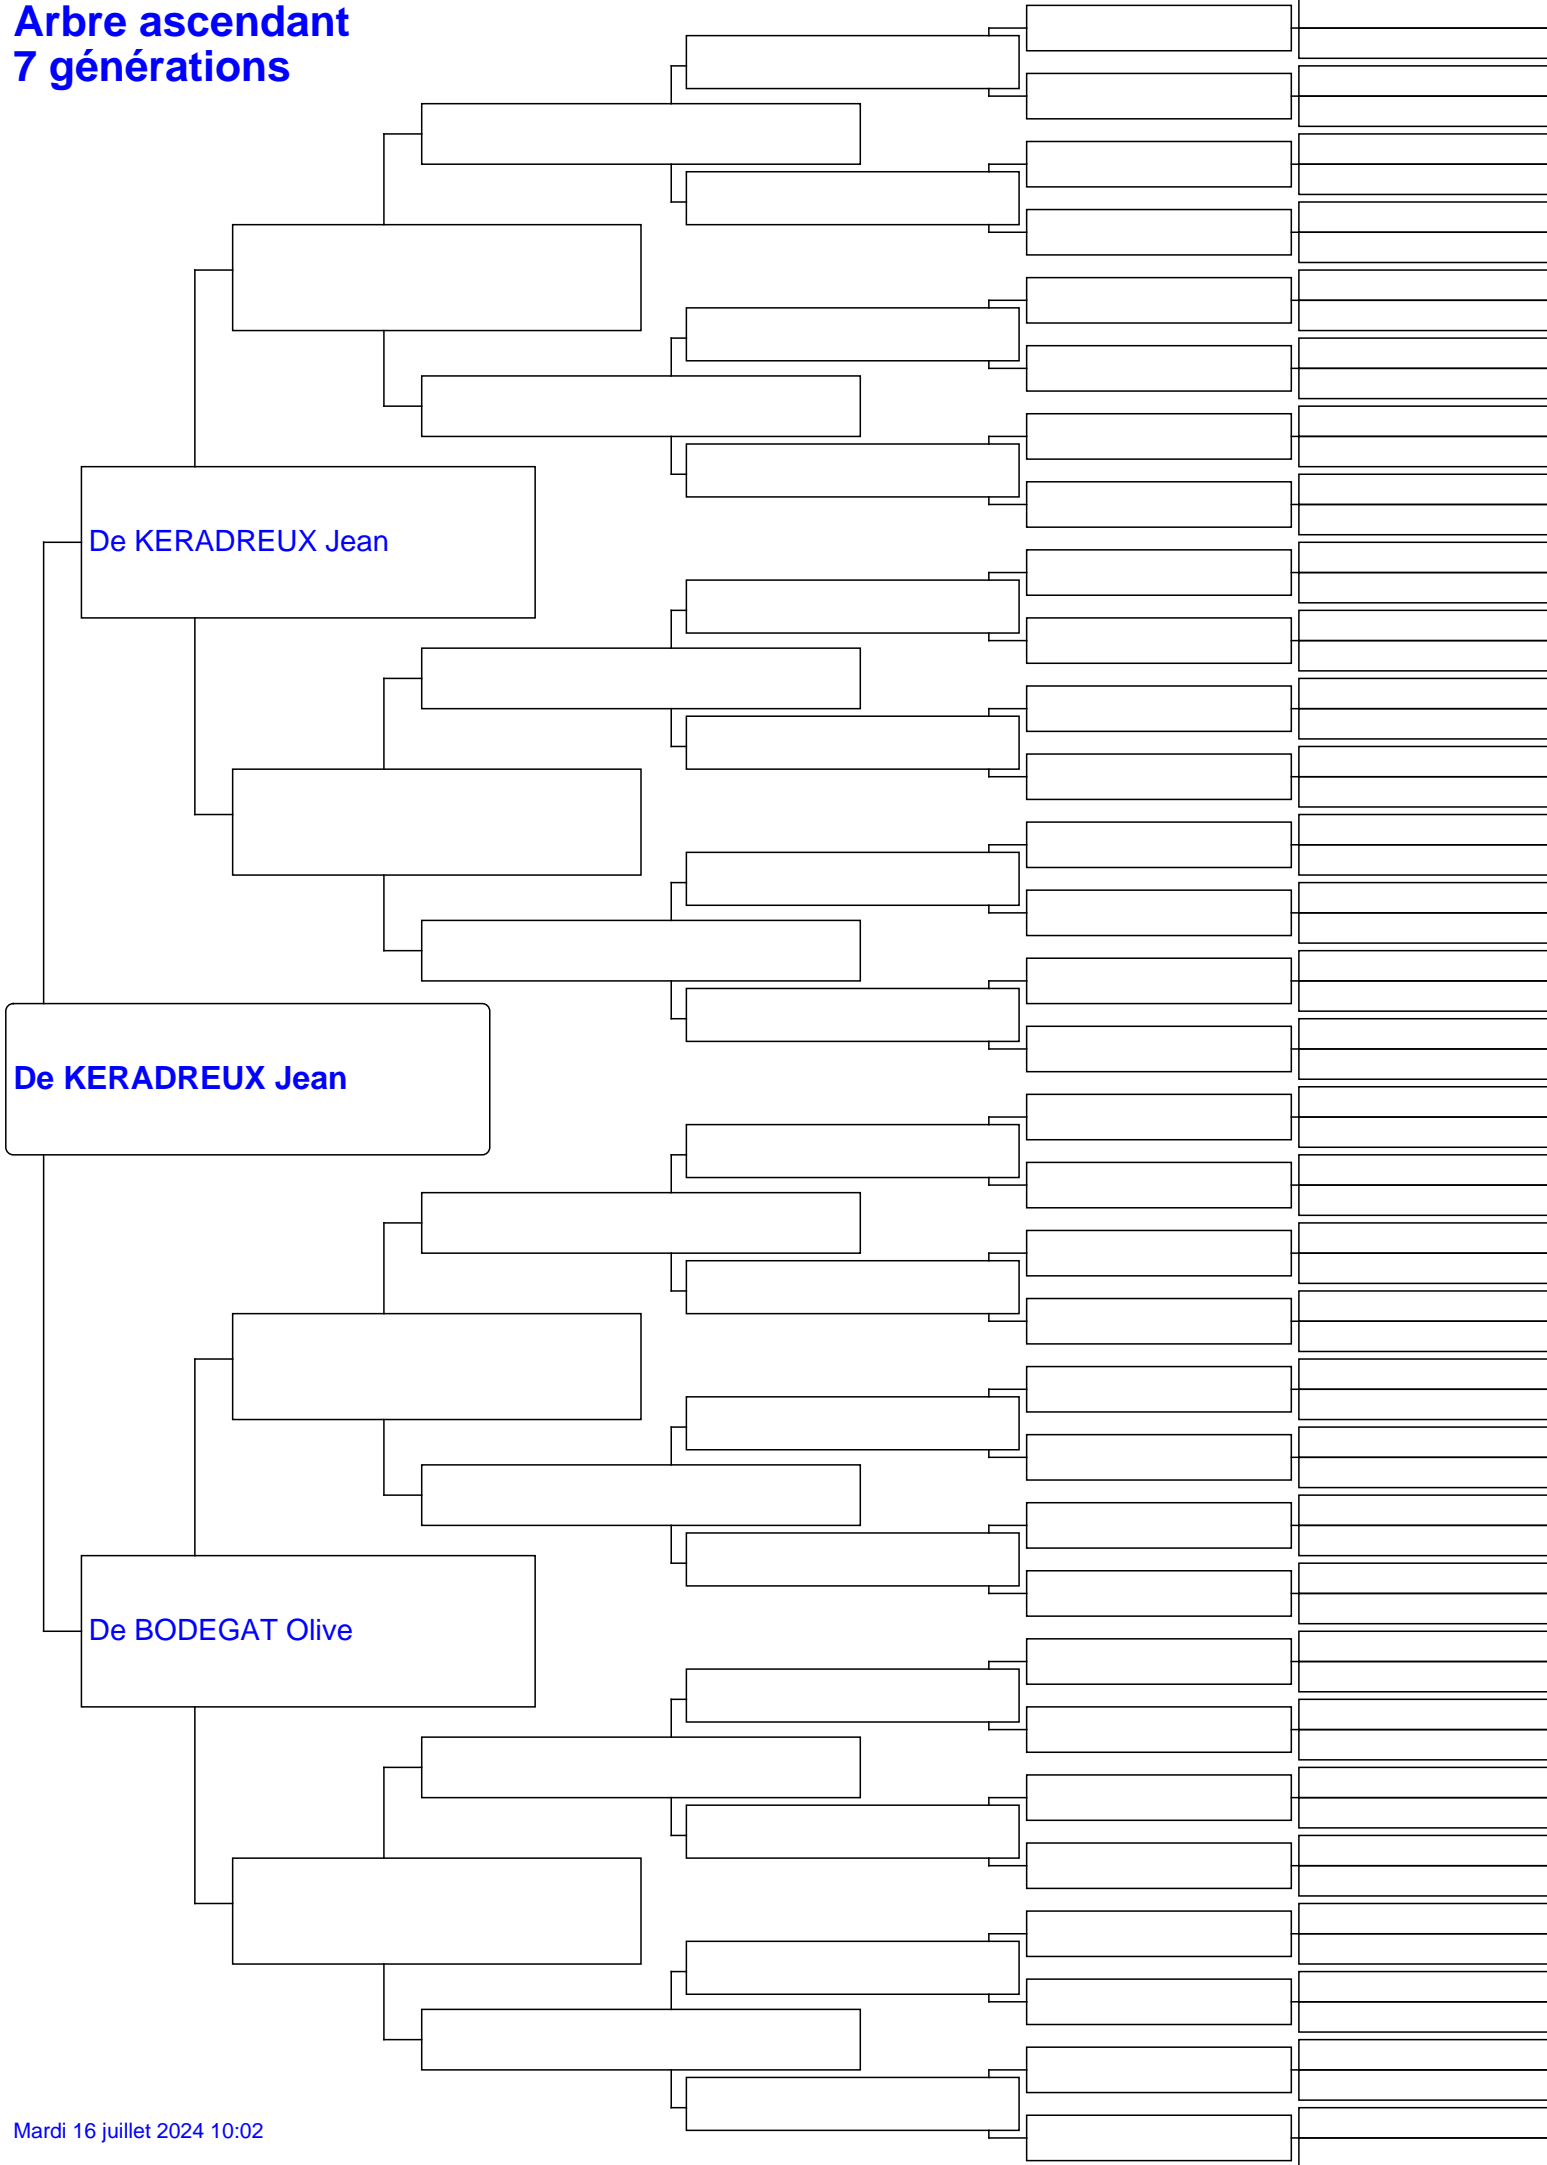 Arbre ascendant
7 générations
De KERADREUX Jean
De KERADREUX Jean
De BODEGAT Olive
Mardi 16 juillet 2024 10:02